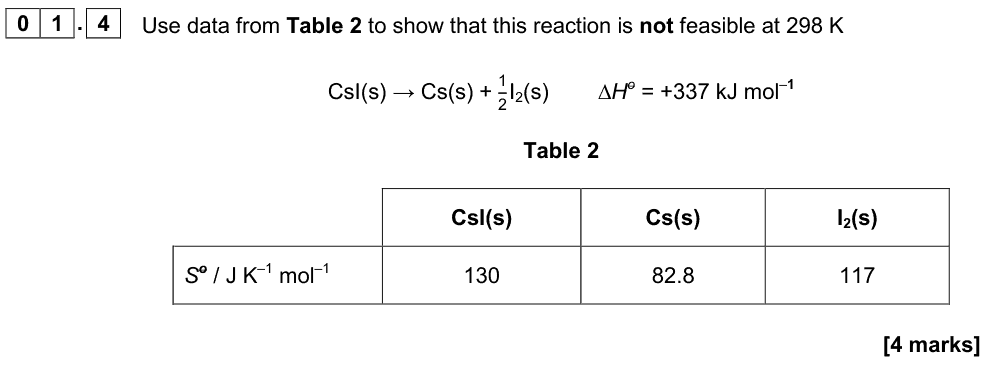 0 1 . 4 Use data from Table 2 to show that this reaction is not feasible at 298 K
CsI(s) → Cs(s) + ½I₂(s) ΔH⦵ = +337 kJ mol⁻¹
Table 2
CsI(s) Cs(s) I₂(s)
S⦵ / J K⁻¹ mol⁻¹ 130 82.8 117
[4 marks]